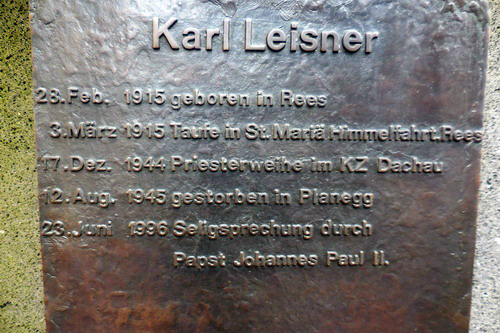 Karl Leisner
28. Feb. 1915 geboren in Rees
3. März 1915 Taufe in St. Mariä Himmelfahrt, Rees
17. Dez. 1944 Priesterweihe im KZ Dachau
12. Aug. 1945 gestorben in Planegg
23. Juni 1996 Seligsprechung durch
Papst Johannes Paul II.